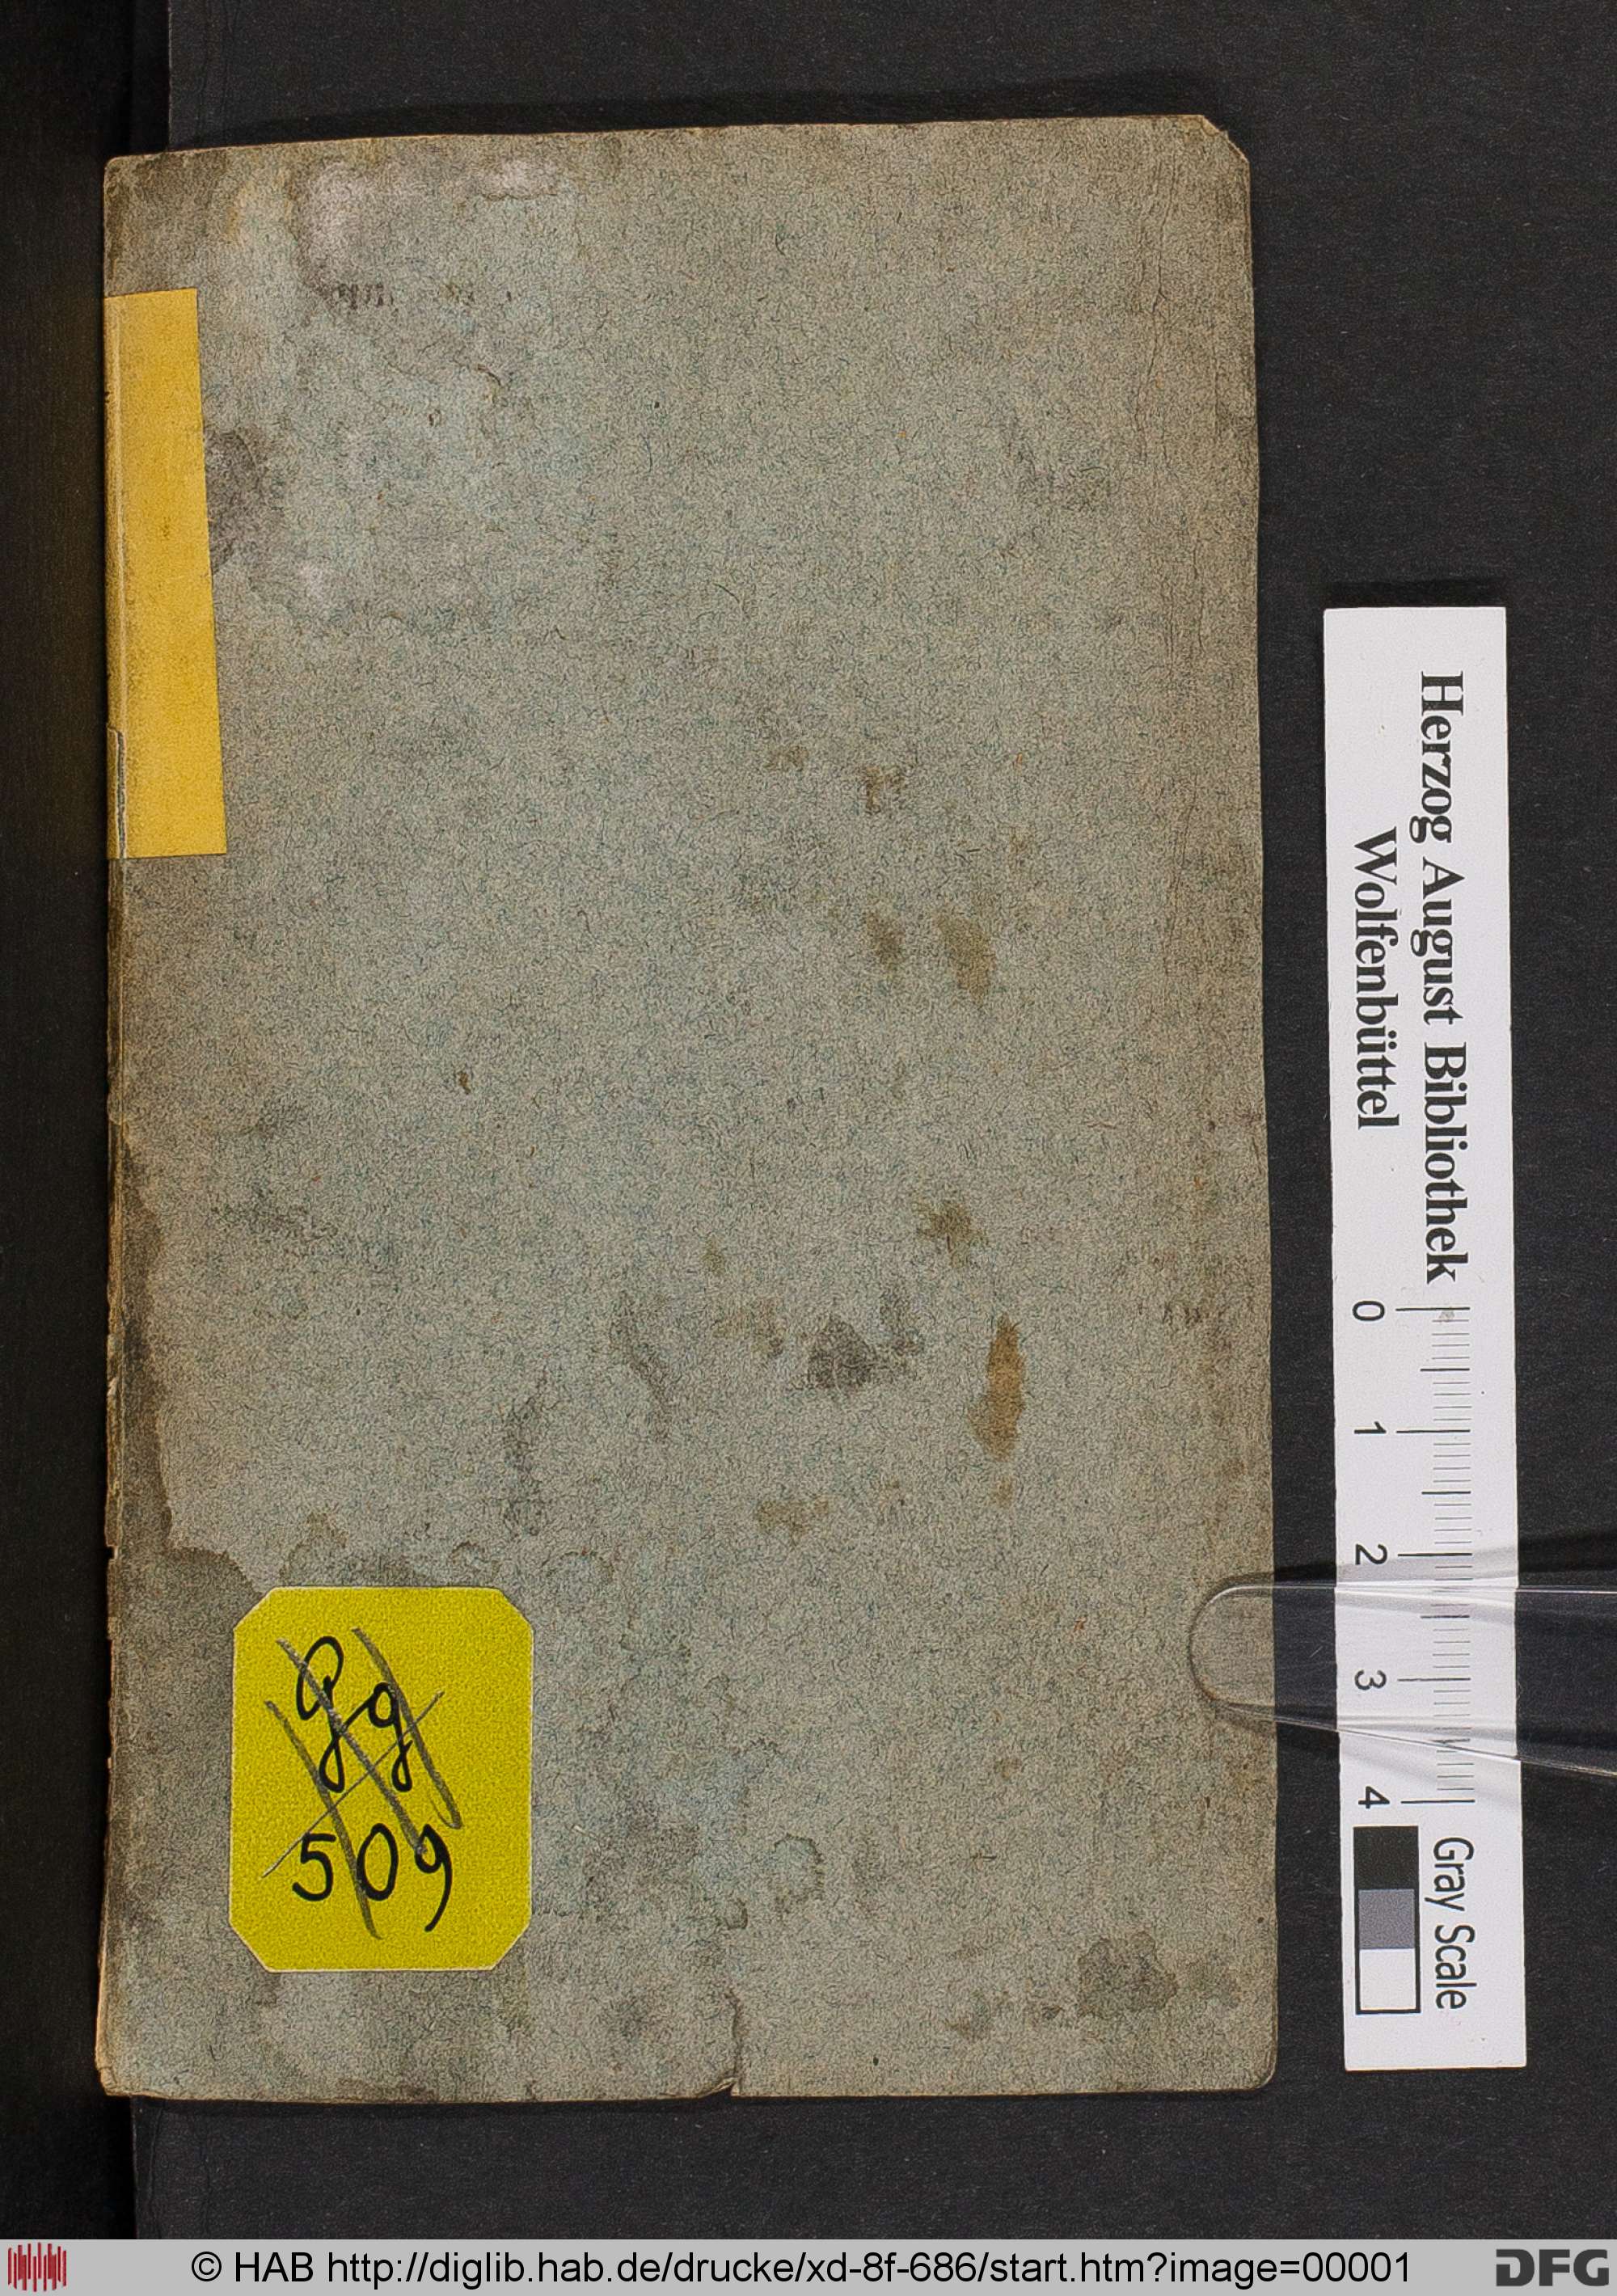 Gg
509
Herzog August Bibliothek
Wolfenbüttel
0 1 2 3 4
Gray Scale
© HAB http://diglib.hab.de/drucke/xd-8f-686/start.htm?image=00001
DFG